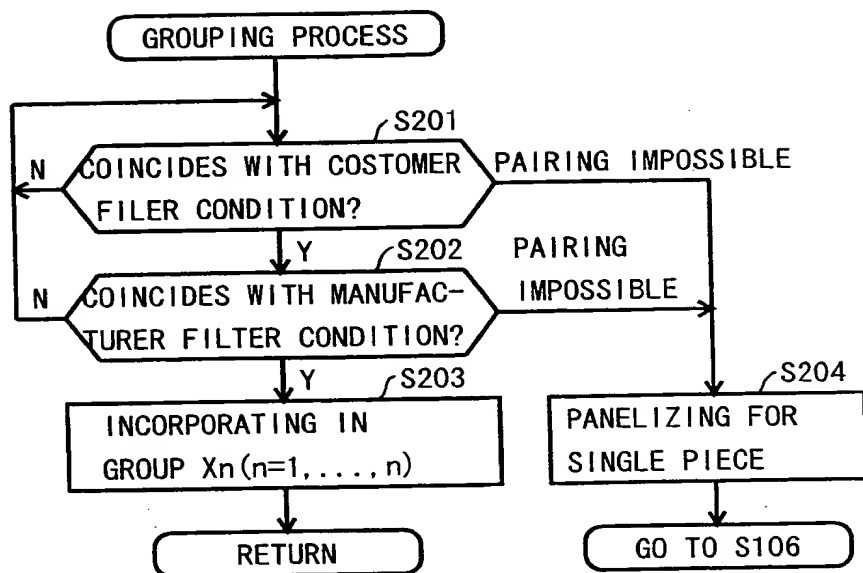 GROUPING PROCESS
S201
N
COINCIDES WITH COSTOMER
FILER CONDITION?
PAIRING IMPOSSIBLE
Y
S202
N
COINCIDES WITH MANUFAC-
TURER FILTER CONDITION?
PAIRING
IMPOSSIBLE
Y
S203
INCORPORATING IN
GROUP Xn(n=1,...,n)
RETURN
S204
PANELIZING FOR
SINGLE PIECE
GO TO S106